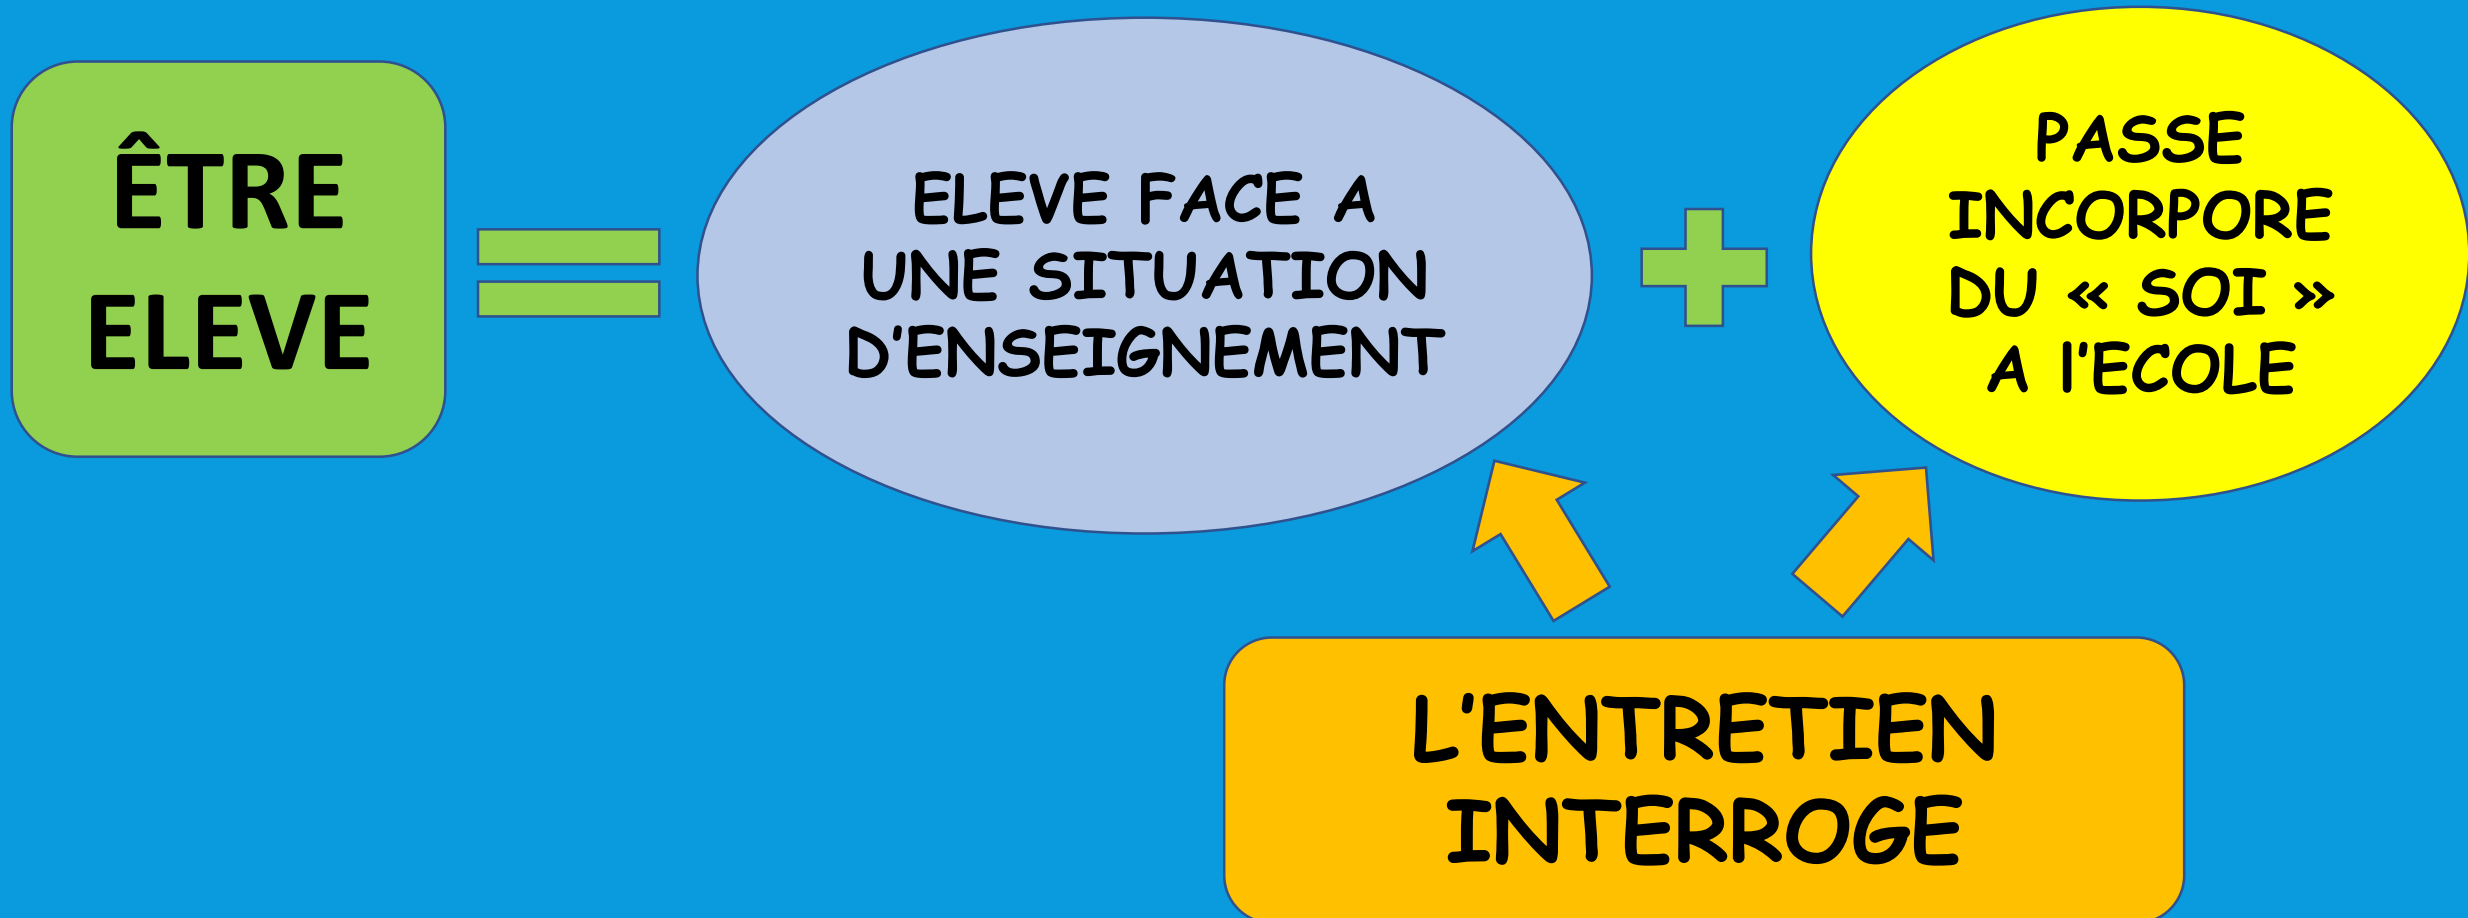 ÊTRE
ELEVE
ELEVE FACE A
UNE SITUATION
D'ENSEIGNEMENT
PASSE
INCORPORE
DU « SOI »
A l'ECOLE
L'ENTRETIEN
INTERROGE